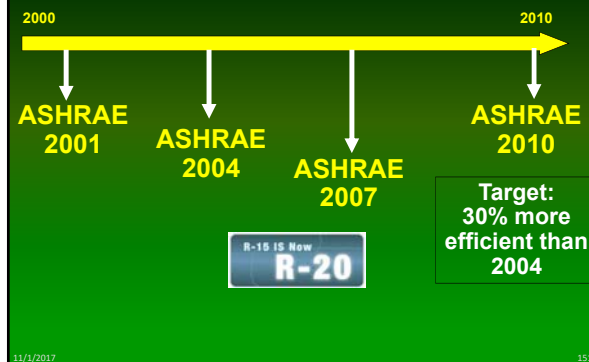 2000
2010
ASHRAE
2001
ASHRAE
2004
ASHRAE
2007
ASHRAE
2010
R-15 IS Now
R-20
Target:
30% more
efficient than
2004
11/1/2017